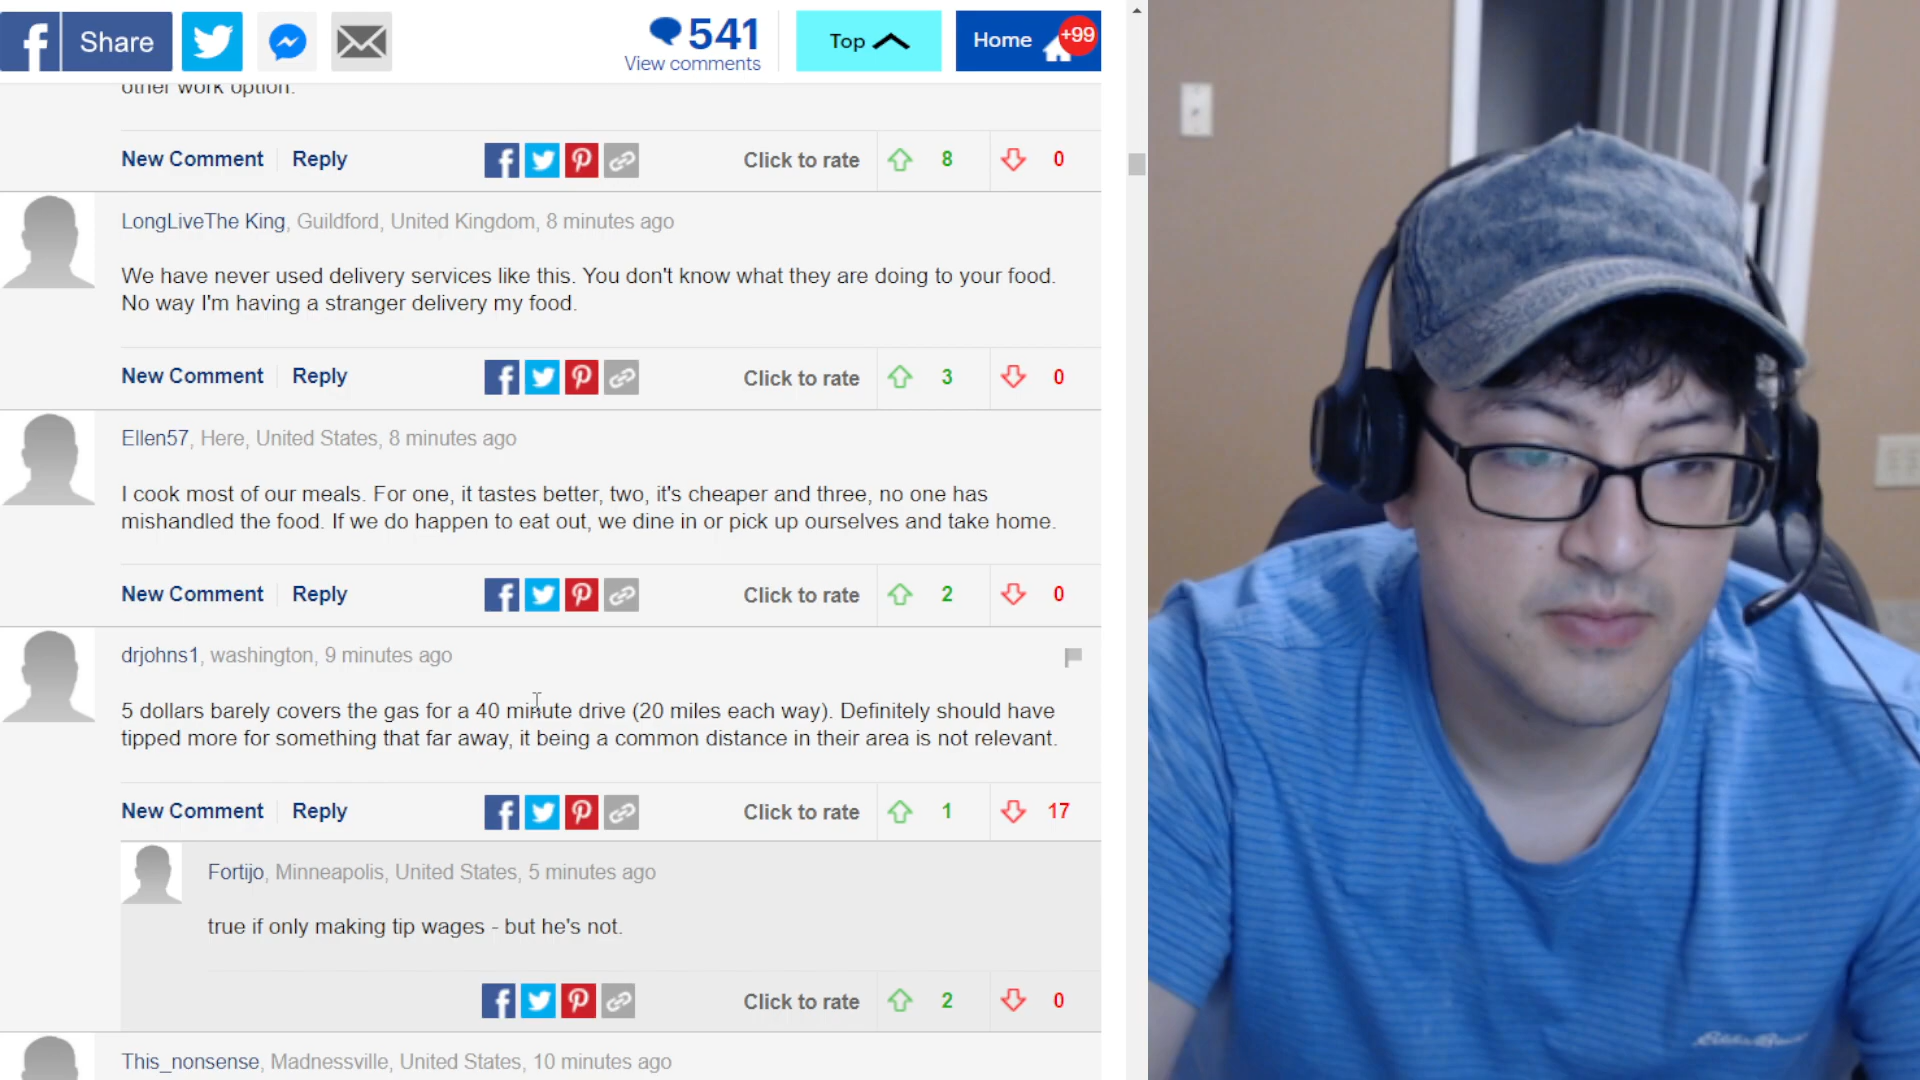 f Share
541
View comments
Top
Home +99
other work option.
New Comment Reply
Click to rate 8 0
LongLiveThe King, Guildford, United Kingdom, 8 minutes ago
We have never used delivery services like this. You don't know what they are doing to your food.
No way I'm having a stranger delivery my food.
New Comment Reply
Click to rate 3 0
Ellen57, Here, United States, 8 minutes ago
I cook most of our meals. For one, it tastes better, two, it's cheaper and three, no one has
mishandled the food. If we do happen to eat out, we dine in or pick up ourselves and take home.
New Comment Reply
Click to rate 2 0
drjohns1, washington, 9 minutes ago
5 dollars barely covers the gas for a 40 minute drive (20 miles each way). Definitely should have
tipped more for something that far away, it being a common distance in their area is not relevant.
New Comment Reply
Click to rate 1 17
Fortijo, Minneapolis, United States, 5 minutes ago
true if only making tip wages - but he's not.
Click to rate 2 0
This_nonsense, Madnessville, United States, 10 minutes ago
Eddie Bauer